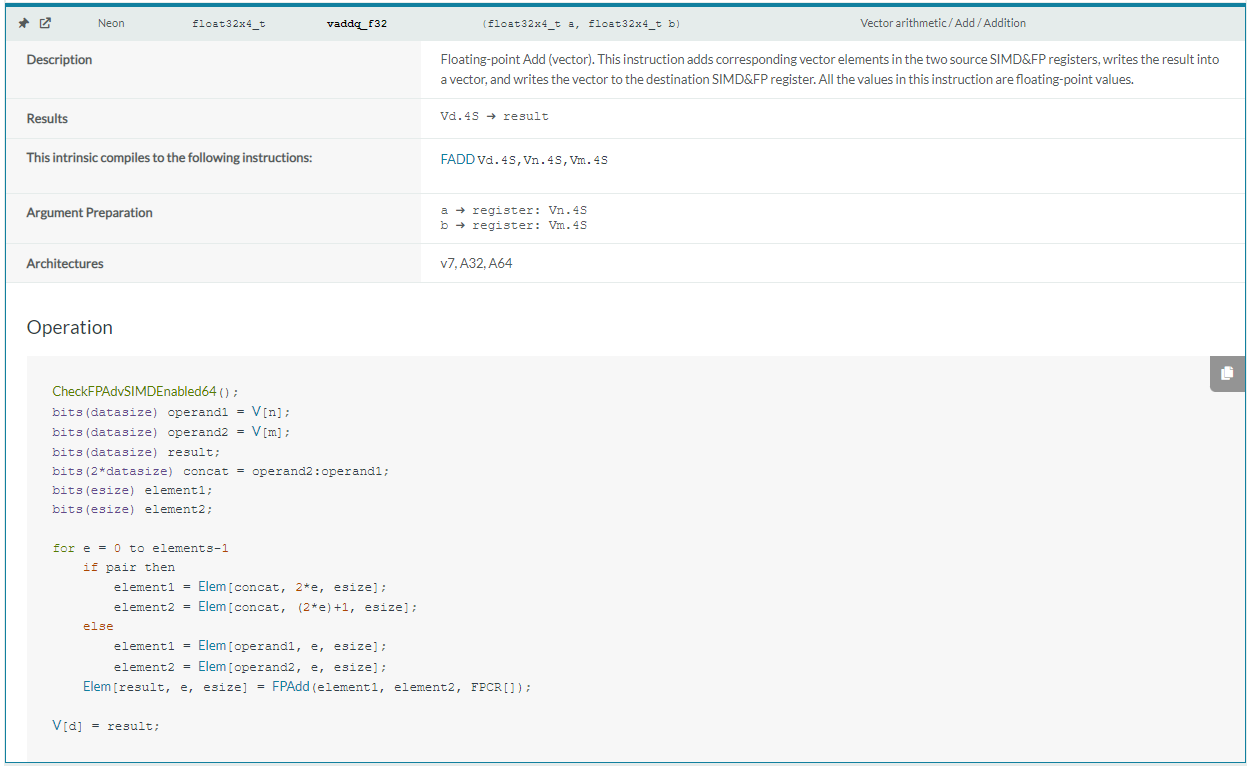 Neon float32x4_t vaddq_f32 (float32x4_t a, float32x4_t b) Vector arithmetic / Add / Addition
Description
Floating-point Add (vector). This instruction adds corresponding vector elements in the two source SIMD&FP registers, writes the result into
a vector, and writes the vector to the destination SIMD&FP register. All the values in this instruction are floating-point values.
Results
Vd.4S → result
This intrinsic compiles to the following instructions:
FADD Vd.4S,Vn.4S,Vm.4S
Argument Preparation
a → register: Vn.4S
b → register: Vm.4S
Architectures
v7, A32, A64
Operation
CheckFPAdvSIMDEnabled64();
bits(datasize) operand1 = V[n];
bits(datasize) operand2 = V[m];
bits(datasize) result;
bits(2*datasize) concat = operand2:operand1;
bits(esize) element1;
bits(esize) element2;
for e = 0 to elements-1
if pair then
element1 = Elem[concat, 2*e, esize];
element2 = Elem[concat, (2*e)+1, esize];
else
element1 = Elem[operand1, e, esize];
element2 = Elem[operand2, e, esize];
Elem[result, e, esize] = FPAdd(element1, element2, FPCR[]);
V[d] = result;